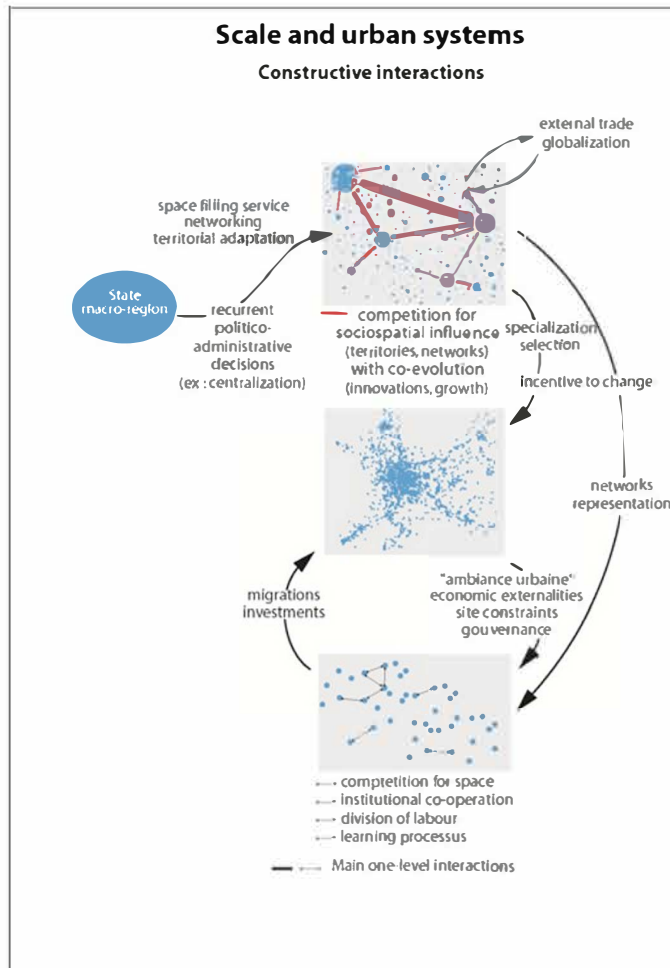 Scale and urban systems
Constructive interactions
external trade
globalization
space filling service
networking
territorial adaptation
State
macro-region
recurrent
politico-
administrative
decisions
(ex : centralization)
competition for
sociospatial influence
(territories, networks)
with co-evolution
(innovations, growth)
specialization
selection
incentive to change
networks
representation
migrations
investments
"ambiance urbaine"
economic externalities
site constraints
gouvernance
comptetition for space
institutional co-operation
division of labour
learning processus
Main one-level interactions